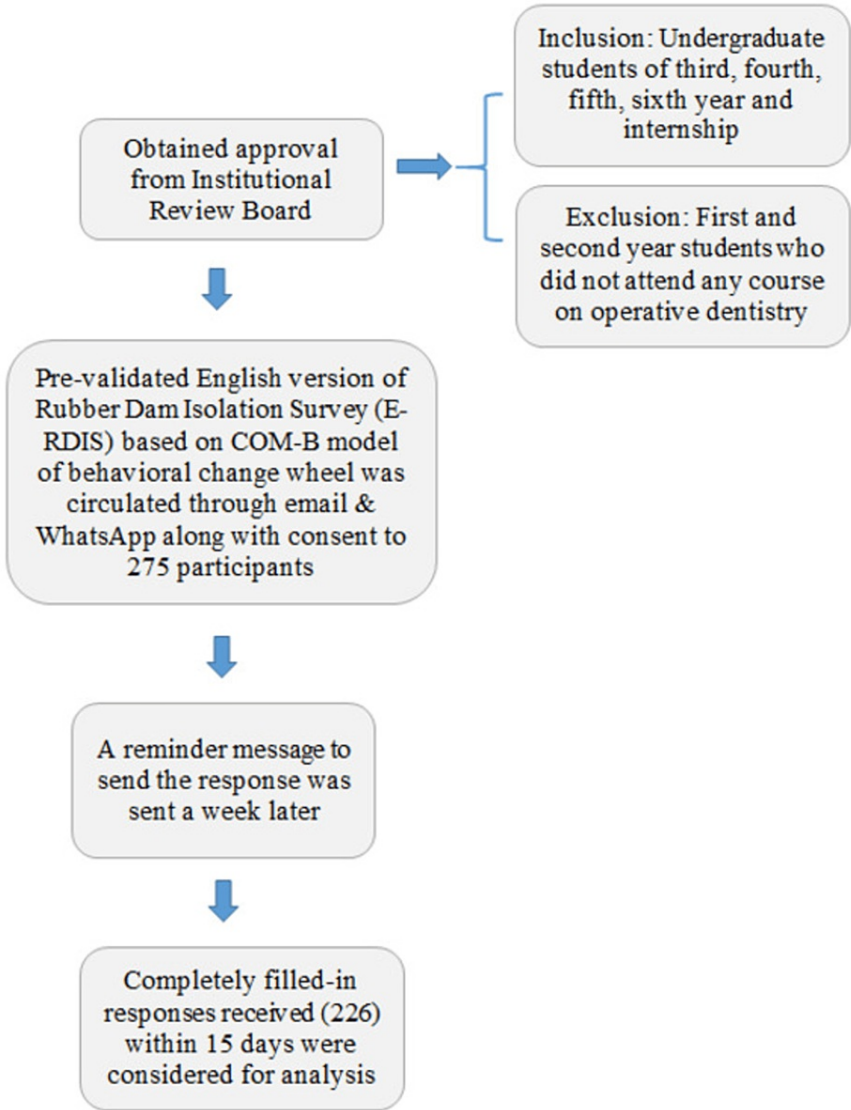 Inclusion: Undergraduate
students of third, fourth,
fifth, sixth year and
internship
Obtained approval
from Institutional
Review Board
Exclusion: First and
second year students who
did not attend any course
on operative dentistry
Pre-validated English version of
Rubber Dam Isolation Survey (E-
RDIS) based on COM-B model
of behavioral change wheel was
circulated through email &
WhatsApp along with consent to
275 participants
A reminder message to
send the response was
sent a week later
Completely filled-in
responses received (226)
within 15 days were
considered for analysis